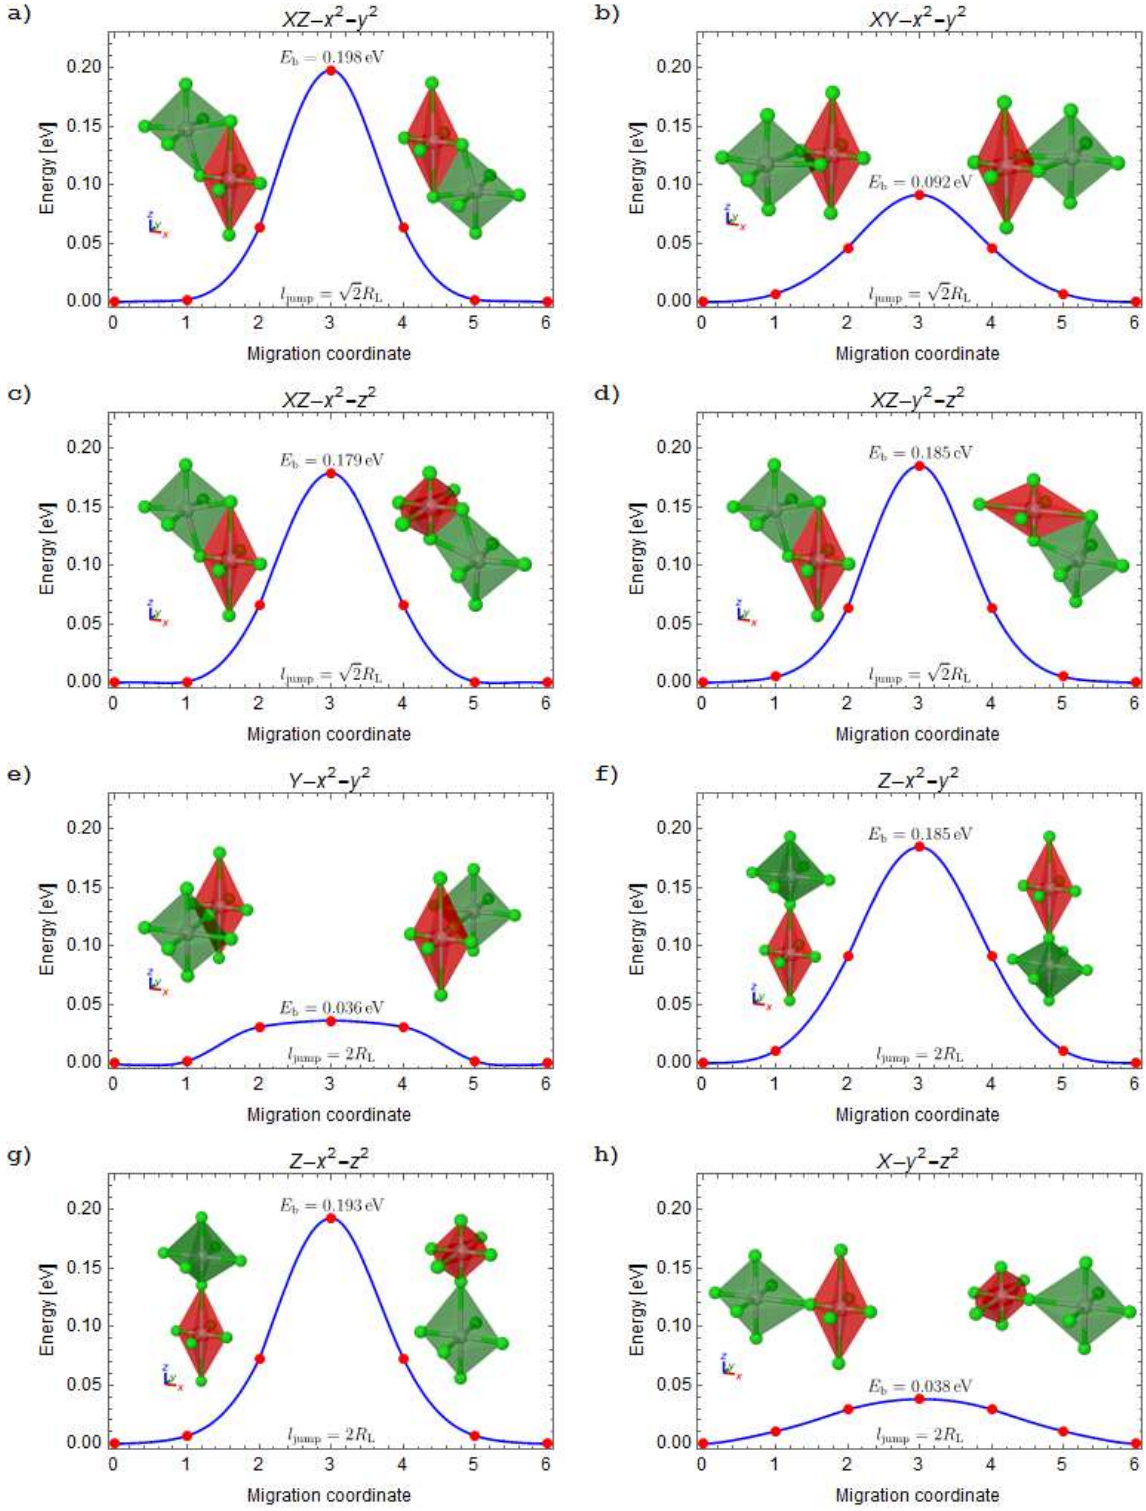 a)
XZ–x²–y²
E_b = 0.198 eV
Energy [eV]
0.20
0.15
0.10
0.05
0.00
z
y
x
l_jump = √2R_L
0 1 2 3 4 5 6
Migration coordinate
b)
XY–x²–y²
E_b = 0.092 eV
Energy [eV]
0.20
0.15
0.10
0.05
0.00
z
y
x
l_jump = √2R_L
0 1 2 3 4 5 6
Migration coordinate
c)
XZ–x²–z²
E_b = 0.179 eV
Energy [eV]
0.20
0.15
0.10
0.05
0.00
z
y
x
l_jump = √2R_L
0 1 2 3 4 5 6
Migration coordinate
d)
XZ–y²–z²
E_b = 0.185 eV
Energy [eV]
0.20
0.15
0.10
0.05
0.00
z
y
x
l_jump = √2R_L
0 1 2 3 4 5 6
Migration coordinate
e)
Y–x²–y²
E_b = 0.036 eV
Energy [eV]
0.20
0.15
0.10
0.05
0.00
z
y
x
l_jump = 2R_L
0 1 2 3 4 5 6
Migration coordinate
f)
Z–x²–y²
E_b = 0.185 eV
Energy [eV]
0.20
0.15
0.10
0.05
0.00
z
y
x
l_jump = 2R_L
0 1 2 3 4 5 6
Migration coordinate
g)
Z–x²–z²
E_b = 0.193 eV
Energy [eV]
0.20
0.15
0.10
0.05
0.00
z
y
x
l_jump = 2R_L
0 1 2 3 4 5 6
Migration coordinate
h)
X–y²–z²
E_b = 0.038 eV
Energy [eV]
0.20
0.15
0.10
0.05
0.00
z
y
x
l_jump = 2R_L
0 1 2 3 4 5 6
Migration coordinate